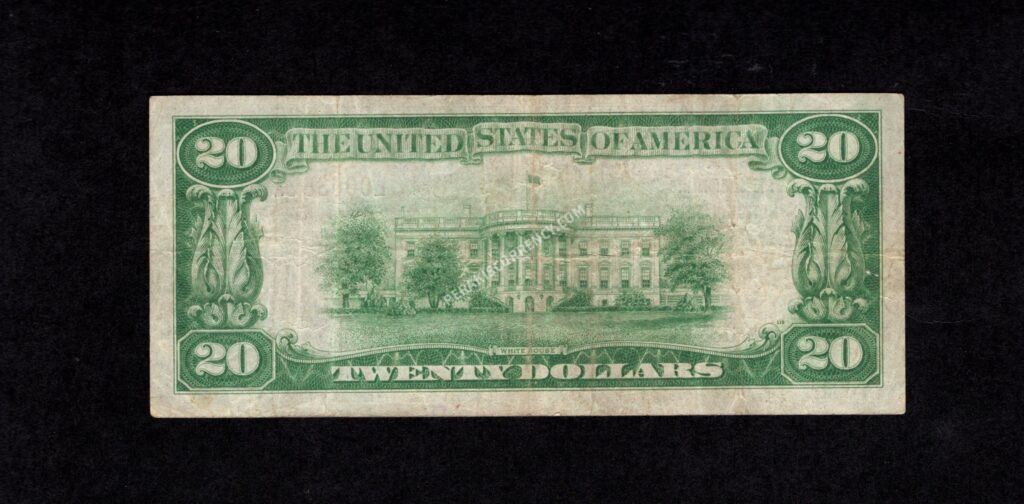 THE UNITED STATES OF AMERICA
20
20
WHITE HOUSE
20
20
TWENTY DOLLARS